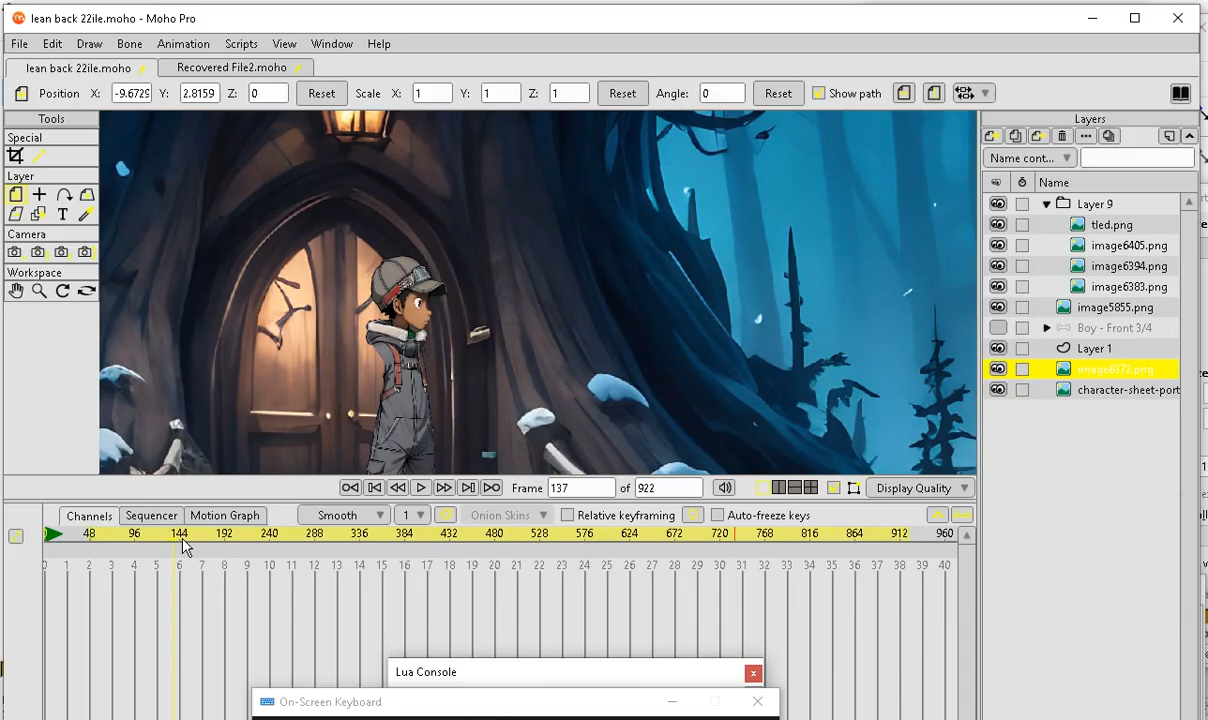 lean back 22ile.moho - Moho Pro
File Edit Draw Bone Animation Scripts View Window Help
lean back 22ile.moho Recovered File2.moho
Position X: -9.6729 Y: 2.8159 Z: 0 Reset Scale X: 1 Y: 1 Z: 1 Reset Angle: 0 Reset Show path
Tools
Special
Layer
T
Camera
Workspace
Layers
Name cont...
Name
Layer 9
tled.png
image6405.png
image6394.png
image6383.png
image5855.png
Boy - Front 3/4
Layer 1
image6372.png
character-sheet-port
Frame 137 of 922 Display Quality
Channels Sequencer Motion Graph Smooth 1 Onion Skins Relative keyframing Auto-freeze keys
48 96 144 192 240 288 336 384 432 480 528 576 624 672 720 768 816 864 912 960
0 1 2 3 4 5 6 7 8 9 10 11 12 13 14 15 16 17 18 19 20 21 22 23 24 25 26 27 28 29 30 31 32 33 34 35 36 37 38 39 40
Lua Console x
On-Screen Keyboard